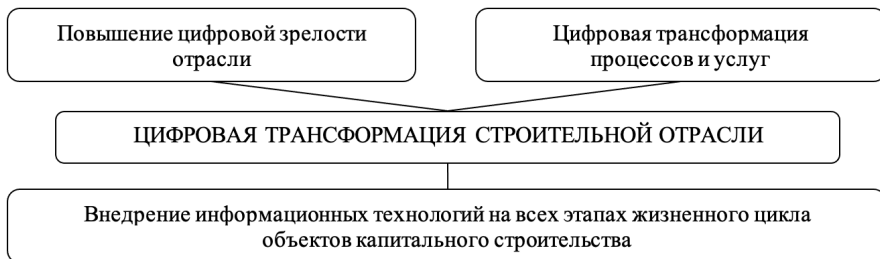 Повышение цифровой зрелости
отрасли
Цифровая трансформация
процессов и услуг
ЦИФРОВАЯ ТРАНСФОРМАЦИЯ СТРОИТЕЛЬНОЙ ОТРАСЛИ
Внедрение информационных технологий на всех этапах жизненного цикла
объектов капитального строительства